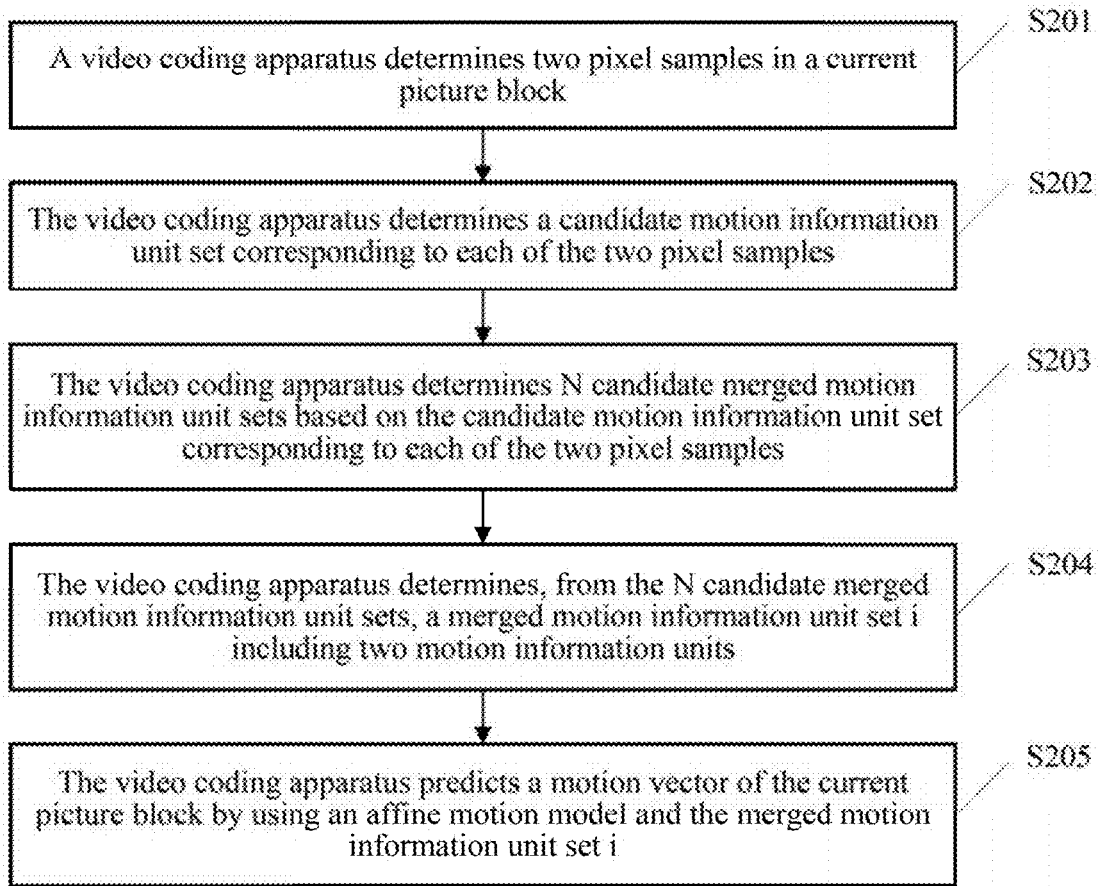 S201
A video coding apparatus determines two pixel samples in a current
picture block
S202
The video coding apparatus determines a candidate motion information
unit set corresponding to each of the two pixel samples
S203
The video coding apparatus determines N candidate merged motion
information unit sets based on the candidate motion information unit set
corresponding to each of the two pixel samples
S204
The video coding apparatus determines, from the N candidate merged
motion information unit sets, a merged motion information unit set i
including two motion information units
S205
The video coding apparatus predicts a motion vector of the current
picture block by using an affine motion model and the merged motion
information unit set i